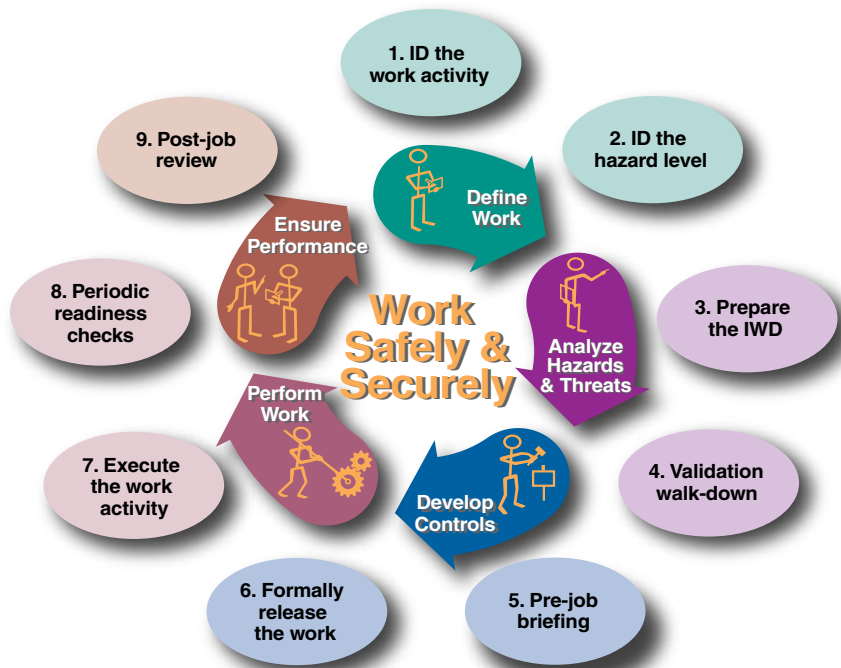 1. ID the
work activity
2. ID the
hazard level
3. Prepare
the IWD
4. Validation
walk-down
5. Pre-job
briefing
6. Formally
release
the work
7. Execute
the work
activity
8. Periodic
readiness
checks
9. Post-job
review
Define
Work
Analyze
Hazards
& Threats
Develop
Controls
Perform
Work
Ensure
Performance
Work
Safely &
Securely